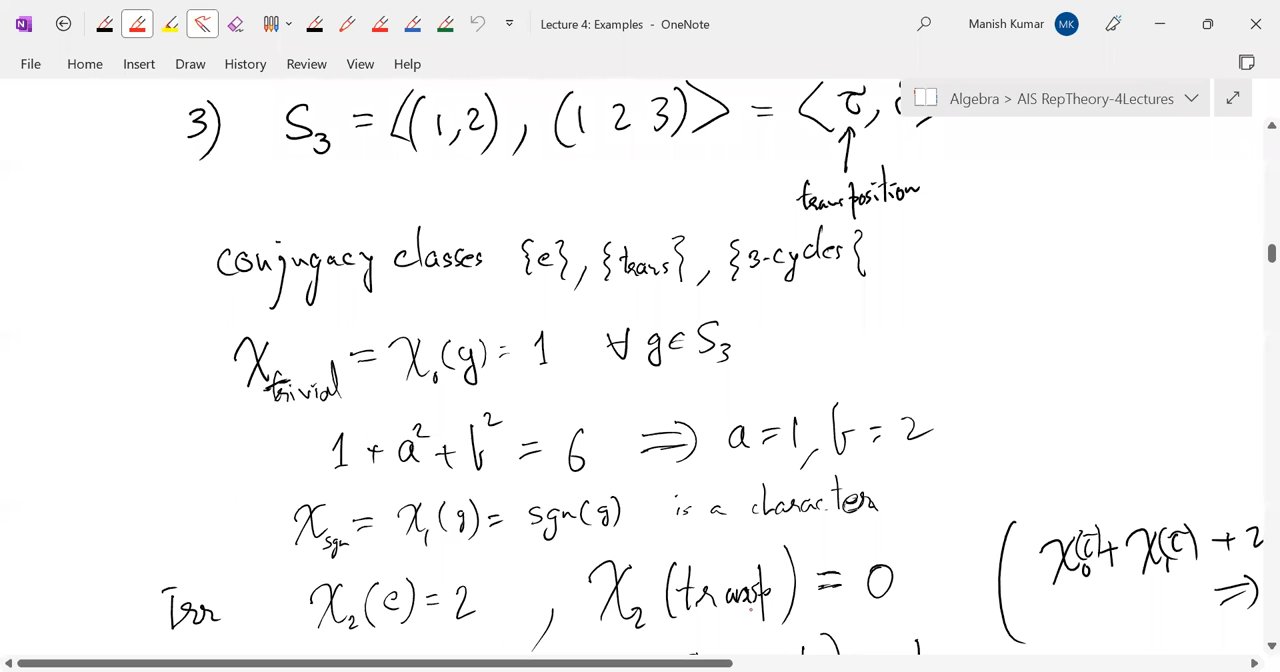 Lecture 4: Examples - OneNote
Manish Kumar MK
File Home Insert Draw History Review View Help
Algebra > AIS RepTheory-4Lectures
3) S₃ = ⟨(1,2), (1 2 3)⟩ = ⟨τ,
↑
transposition
conjugacy classes {e}, {trans}, {3-cycles{
χ_trivial = χ₀(g) = 1 ∀ g ∈ S₃
1 + a² + b² = 6 ⟹ a = 1, b = 2
χ_sgn = χ₁(g) = sgn(g) is a character
( χ₀(τ) + χ₁(τ) + 2
Irr χ₂(e) = 2 , χ₂(transp) = 0
⟹